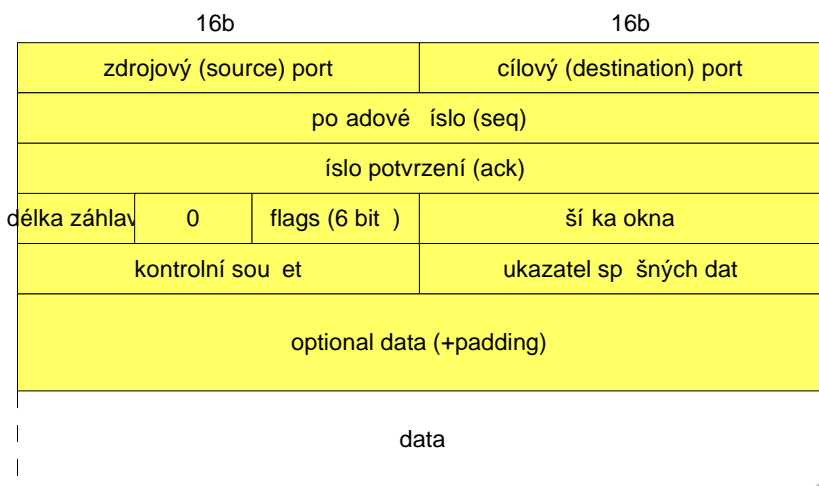 16b 16b
zdrojový (source) port cílový (destination) port
po adové íslo (seq)
íslo potvrzení (ack)
délka záhlav 0 flags (6 bit ) ší ka okna
kontrolní sou et ukazatel sp šných dat
optional data (+padding)
data